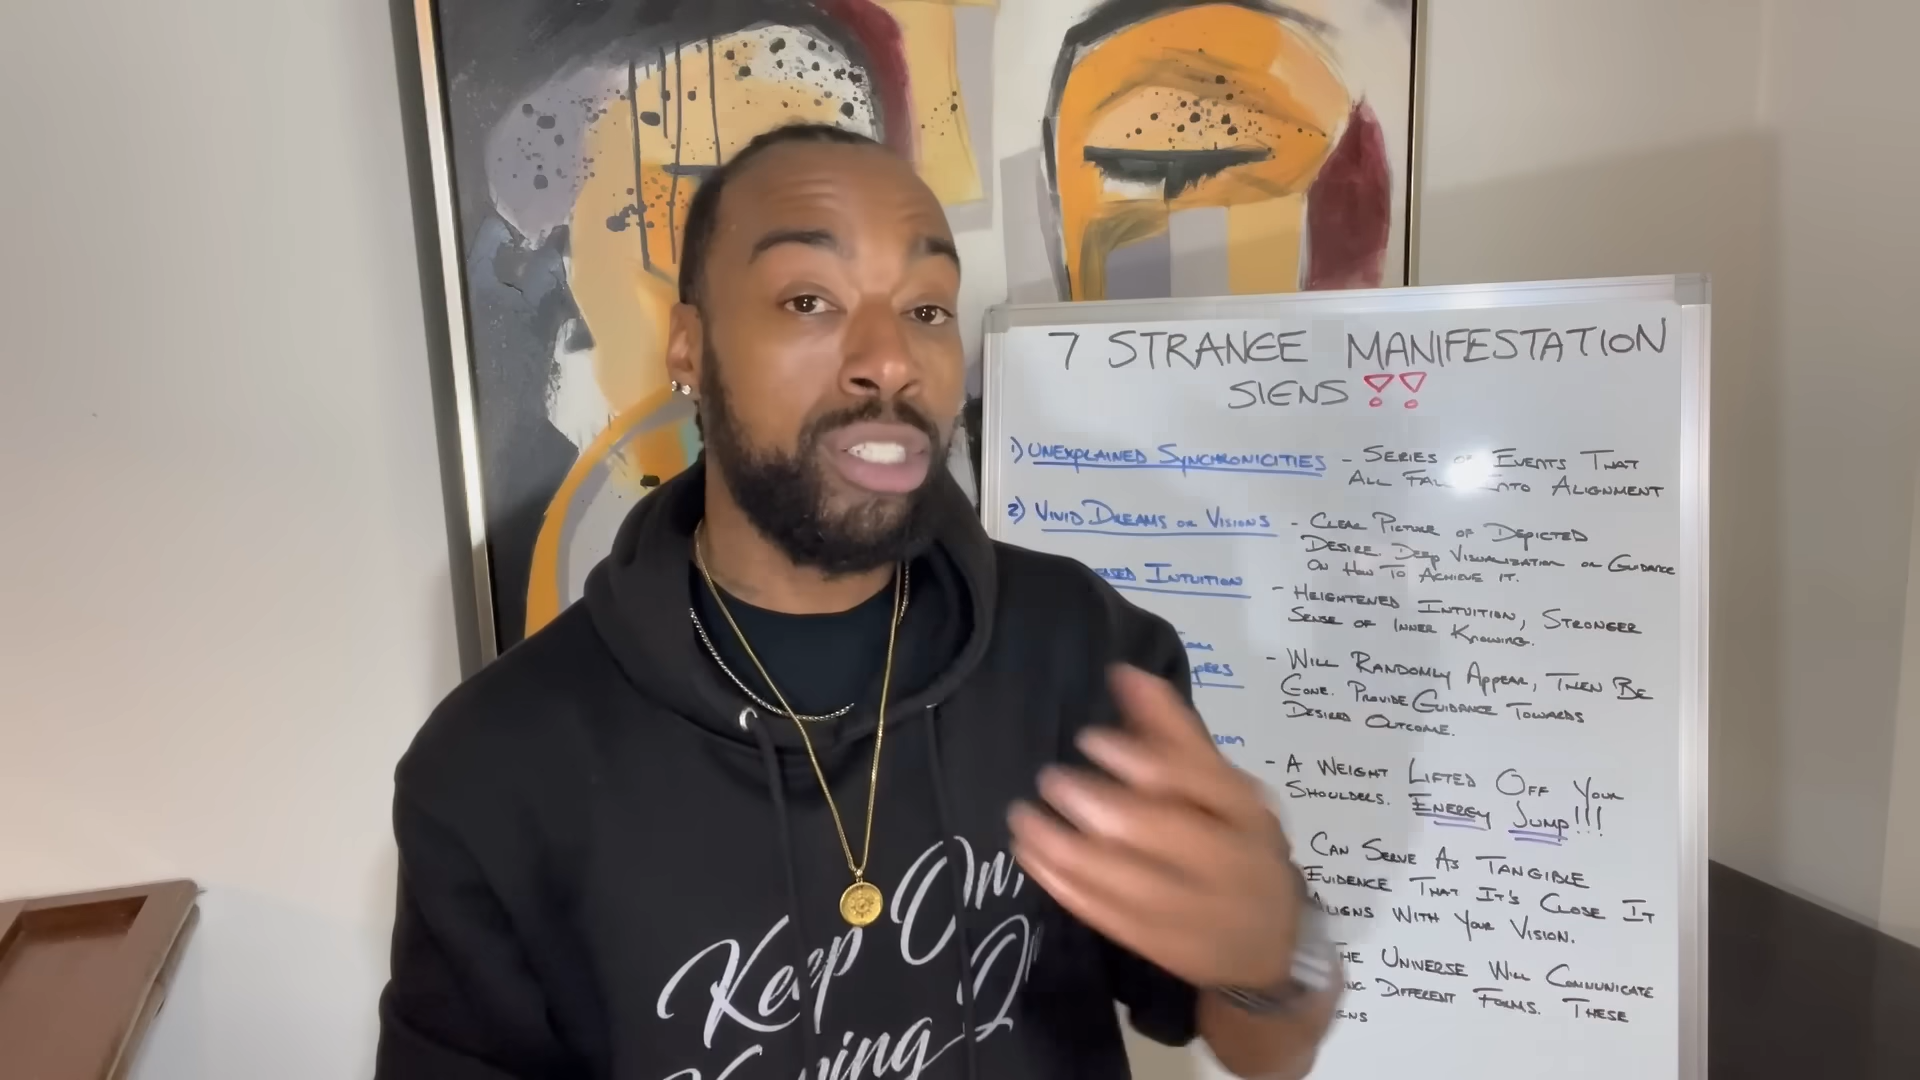 7 STRANGE MANIFESTATION
SIGNS !!
1) UNEXPLAINED SYNCHRONICITIES - SERIES OF EVENTS THAT
ALL FALL INTO ALIGNMENT
2) VIVID DREAMS OR VISIONS - CLEAR PICTURE OF DEPICTED
DESIRE. DEEP VISUALIZATION OR GUIDANCE
ON HOW TO ACHIEVE IT.
INTUITION - HEIGHTENED INTUITION, STRONGER
SENSE OF INNER KNOWING.
- WILL RANDOMLY APPEAR, THEN BE
GONE. PROVIDE GUIDANCE TOWARDS
DESIRED OUTCOME.
- A WEIGHT LIFTED OFF YOUR
SHOULDERS. ENERGY JUMP!!!
CAN SERVE AS TANGIBLE
EVIDENCE THAT IT'S CLOSE IT
ALIGNS WITH YOUR VISION.
THE UNIVERSE WILL COMMUNICATE
DIFFERENT FORMS. THESE
Keep On,